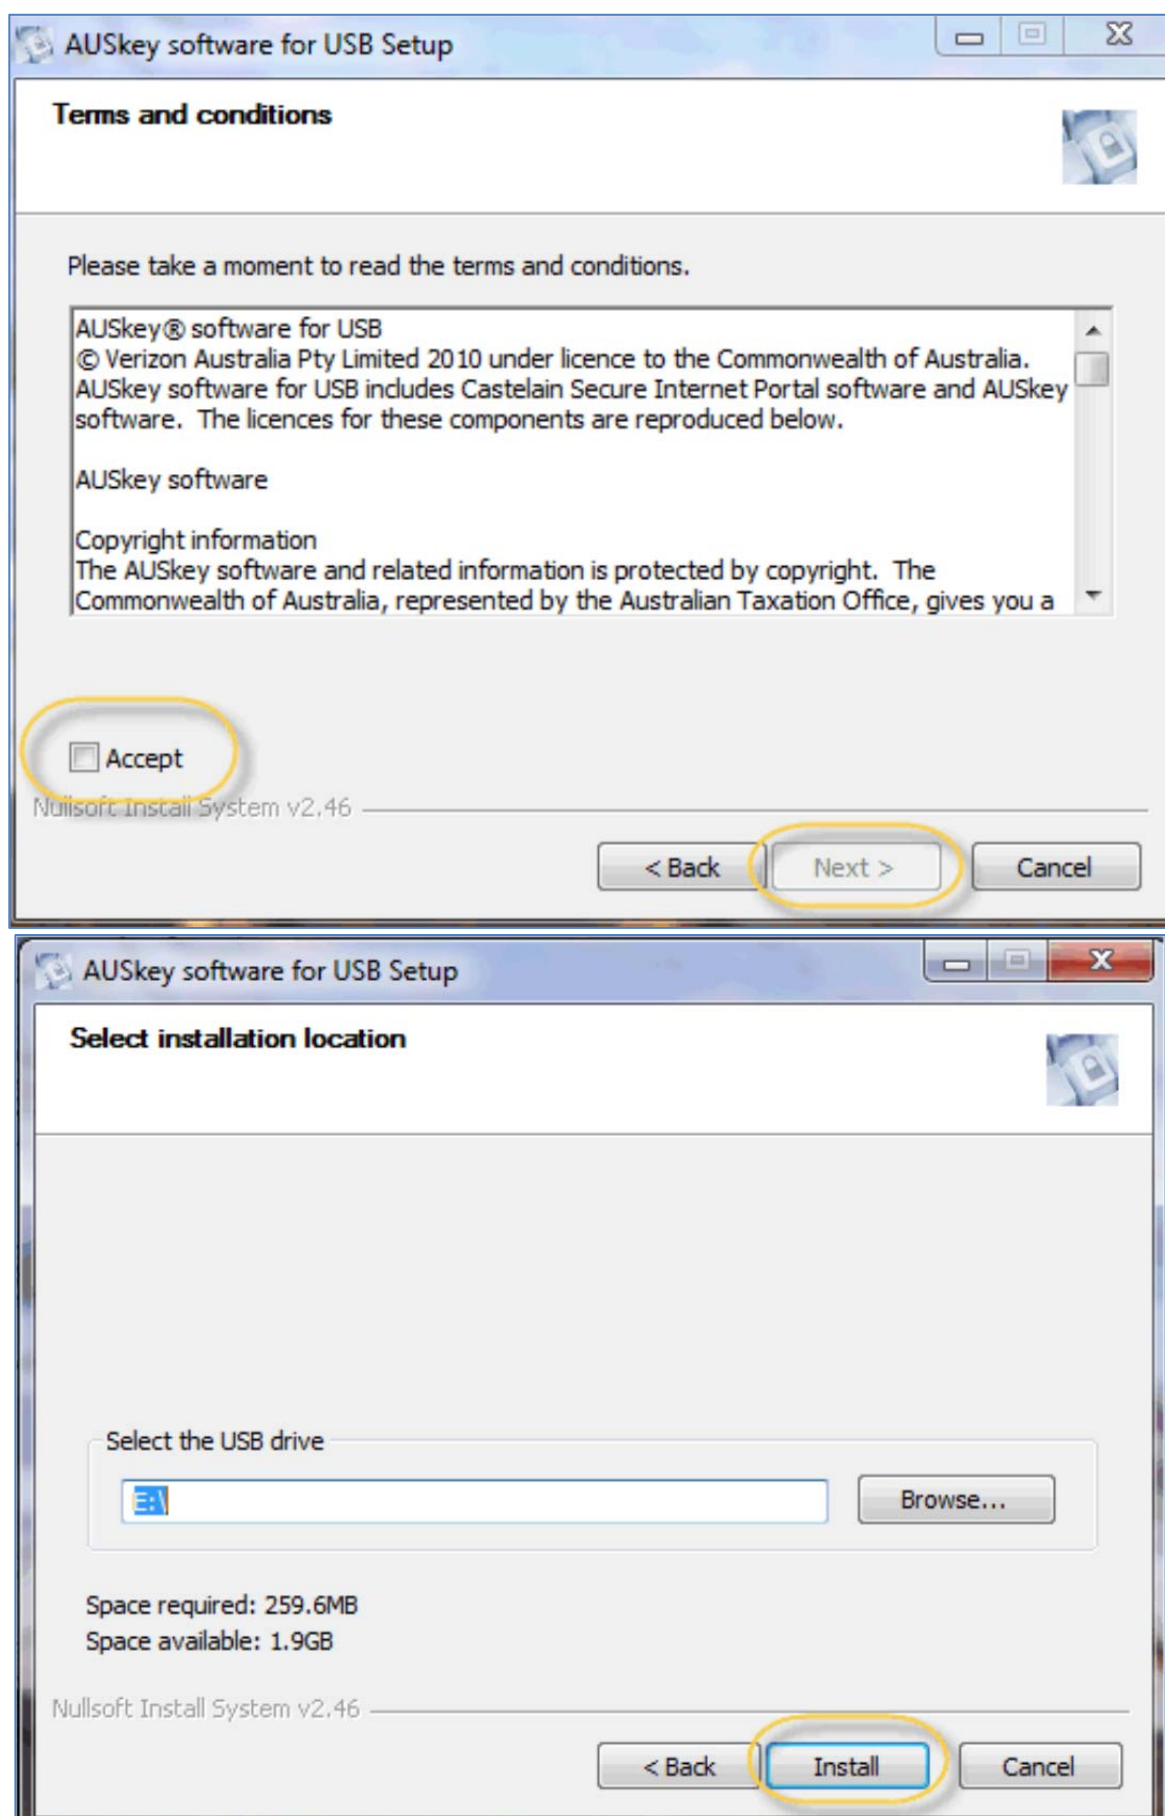 AUSkey software for USB Setup
Terms and conditions
Please take a moment to read the terms and conditions.
AUSkey® software for USB
© Verizon Australia Pty Limited 2010 under licence to the Commonwealth of Australia.
AUSkey software for USB includes Castelain Secure Internet Portal software and AUSkey
software.  The licences for these components are reproduced below.
AUSkey software
Copyright information
The AUSkey software and related information is protected by copyright.  The
Commonwealth of Australia, represented by the Australian Taxation Office, gives you a
Accept
Nullsoft Install System v2.46
< Back Next > Cancel
AUSkey software for USB Setup
Select installation location
Select the USB drive
E:\ Browse...
Space required: 259.6MB
Space available: 1.9GB
Nullsoft Install System v2.46
< Back Install Cancel